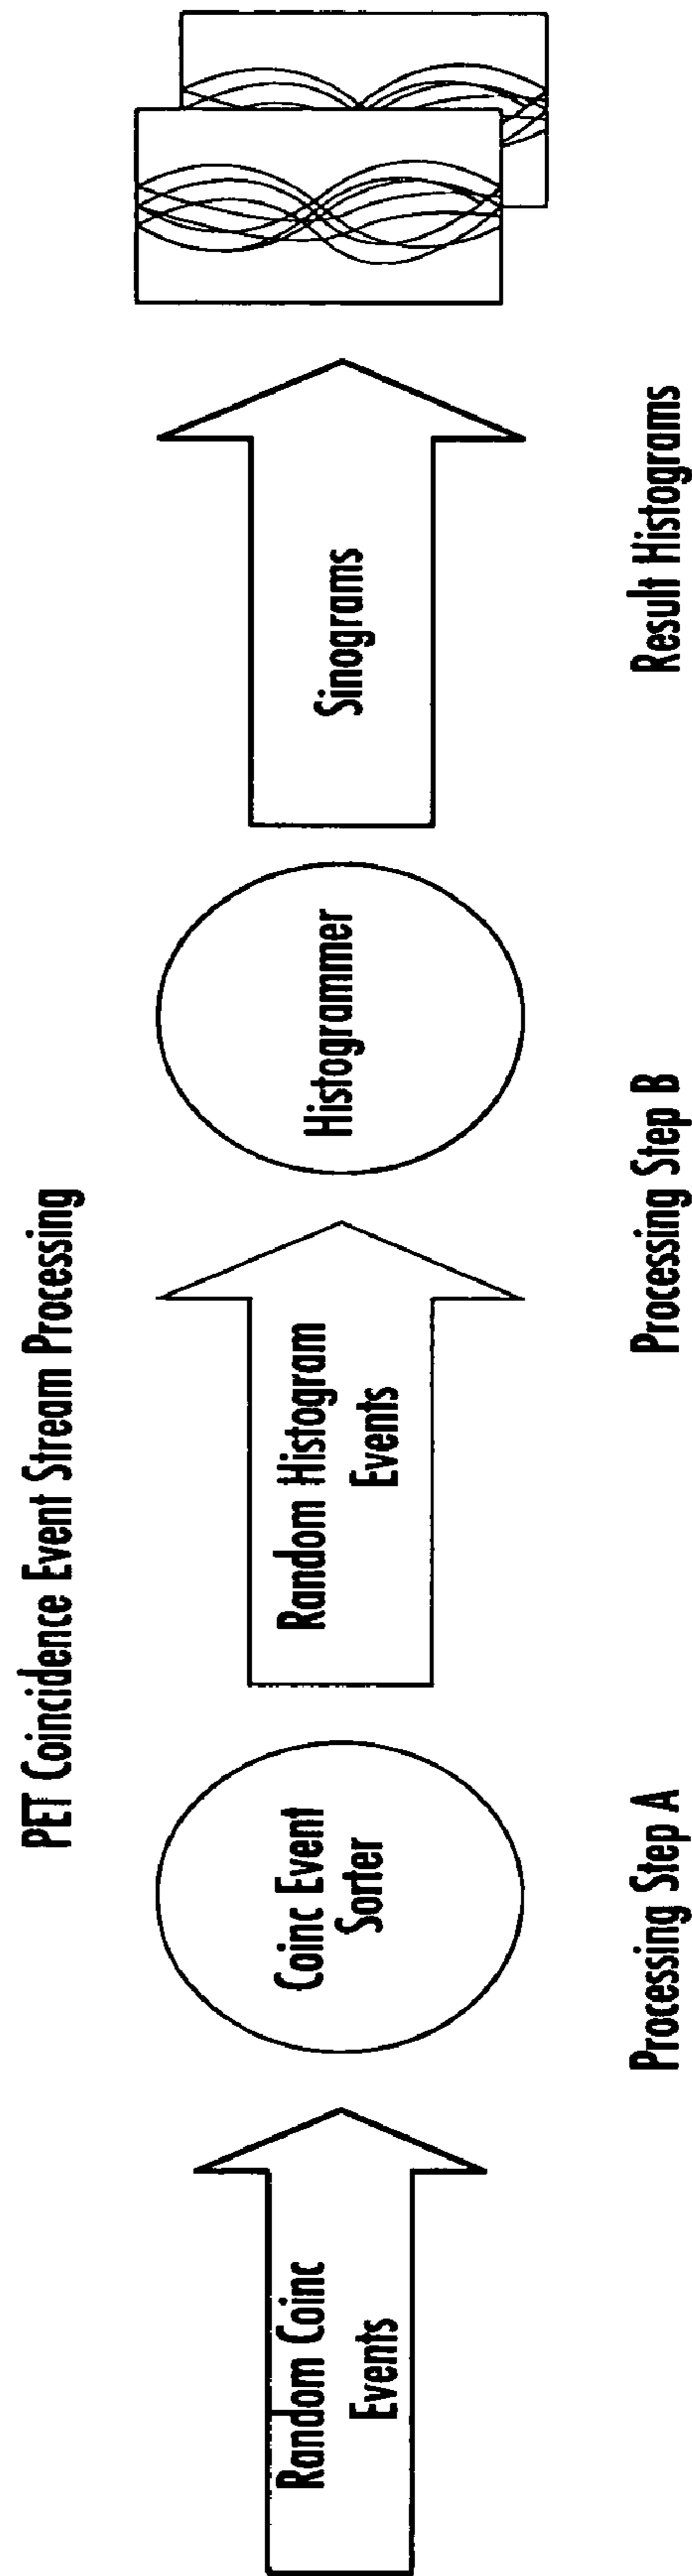 PET Coincidence Event Stream Processing
Random Coinc
Events
Coinc Event
Sorter
Random Histogram
Events
Histogrammer
Sinograms
Processing Step A
Processing Step B
Result Histograms